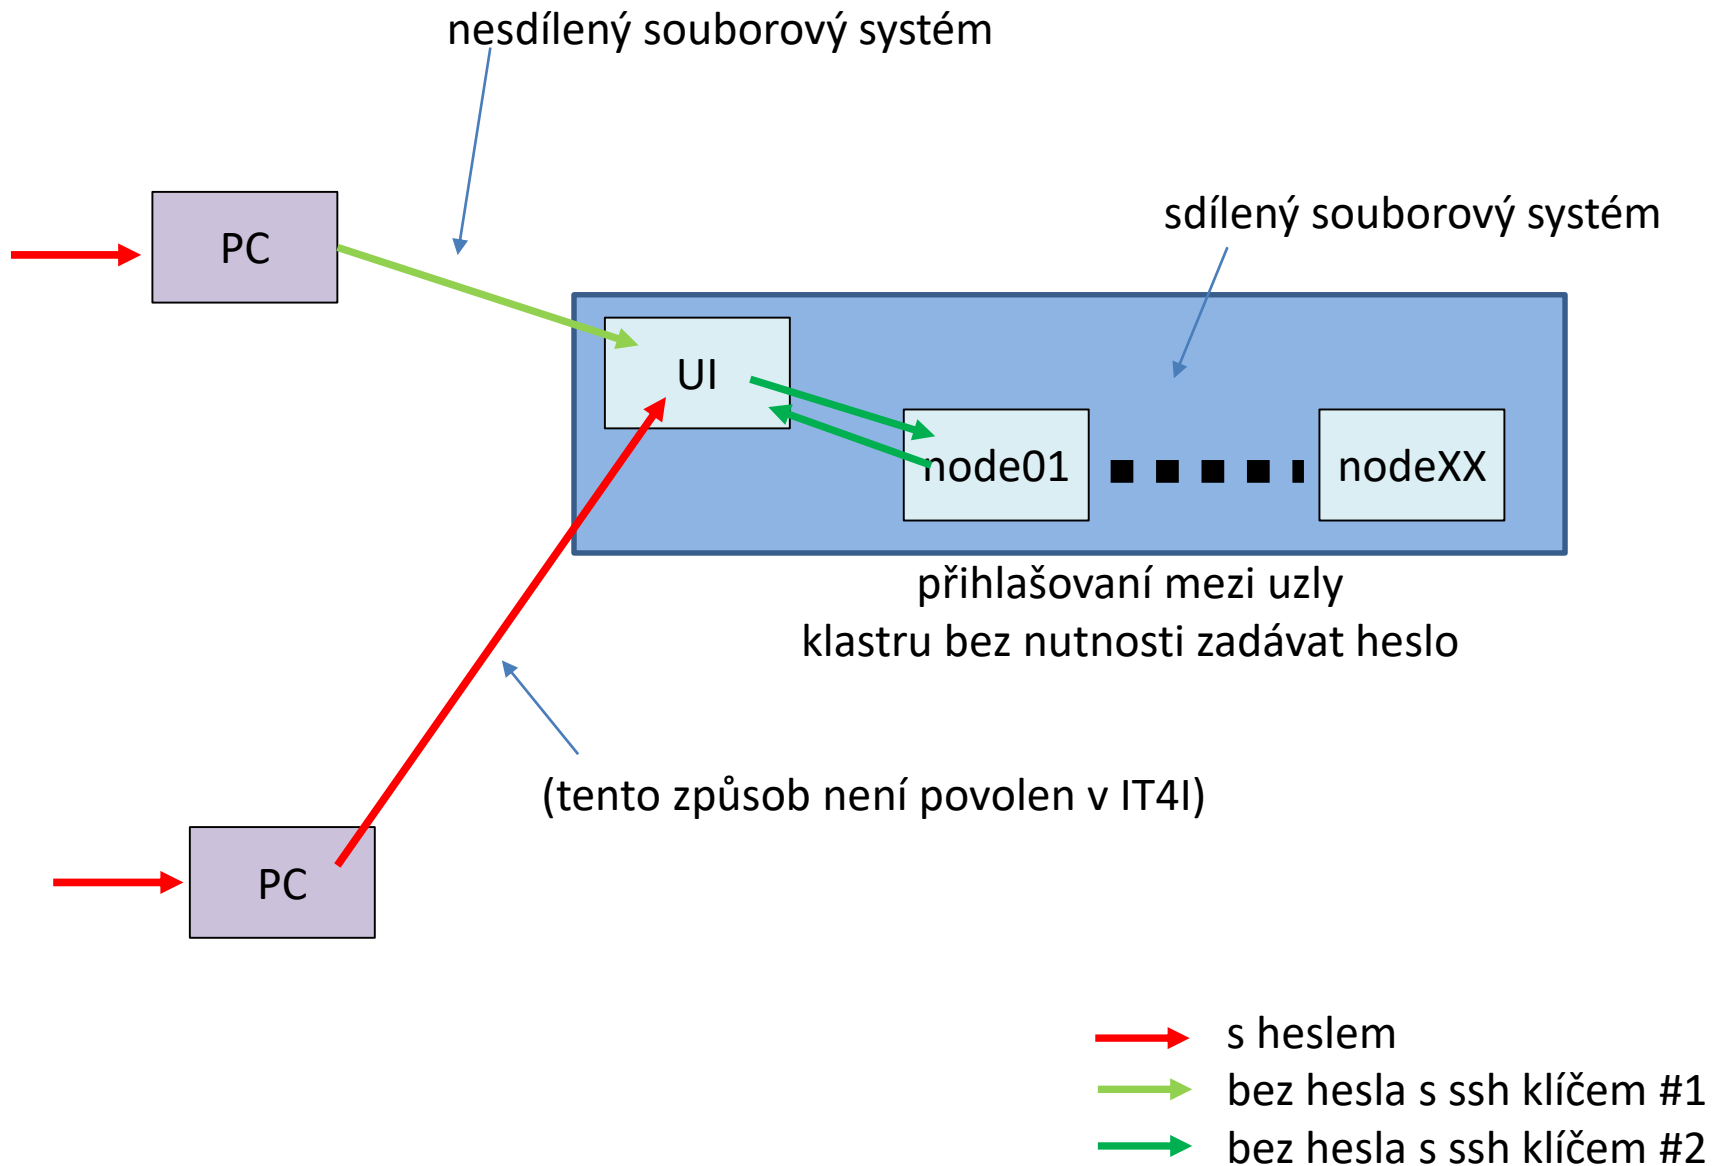 nesdílený souborový systém
sdílený souborový systém
PC
UI
node01
nodeXX
přihlašovaní mezi uzly
klastru bez nutnosti zadávat heslo
(tento způsob není povolen v IT4I)
PC
s heslem
bez hesla s ssh klíčem #1
bez hesla s ssh klíčem #2